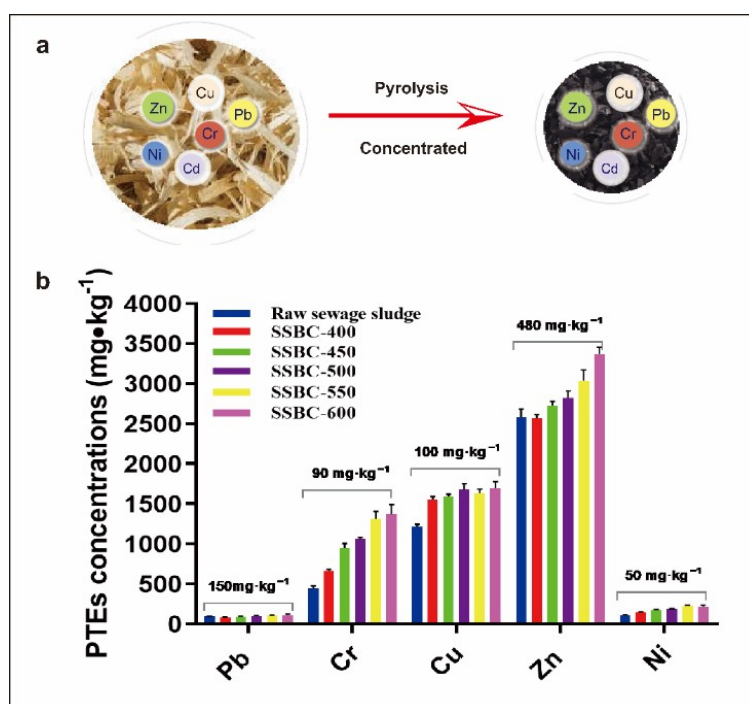 a
Zn
Cu
Pb
Cr
Ni
Cd
Pyrolysis
Concentrated
Zn
Cu
Pb
Cr
Ni
Cd
b
PTEs concentrations (mg•kg⁻¹)
4000
3500
3000
2500
2000
1500
1000
500
0
Raw sewage sludge
SSBC-400
SSBC-450
SSBC-500
SSBC-550
SSBC-600
150mg·kg⁻¹
90 mg·kg⁻¹
100 mg·kg⁻¹
480 mg·kg⁻¹
50 mg·kg⁻¹
Pb
Cr
Cu
Zn
Ni